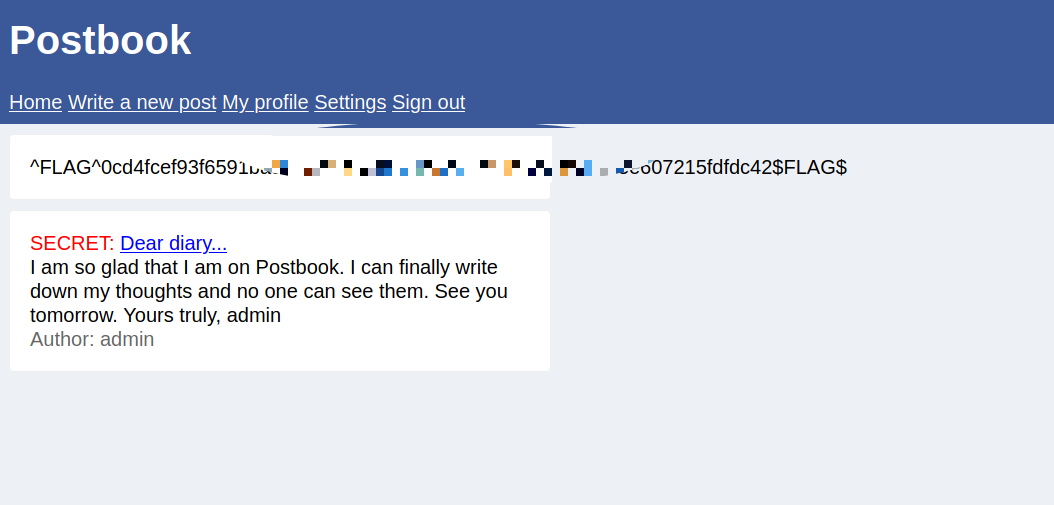 Postbook
Home Write a new post My profile Settings Sign out
^FLAG^0cd4fcef93f6591b 607215fdfdc42$FLAG$
SECRET: Dear diary...
I am so glad that I am on Postbook. I can finally write
down my thoughts and no one can see them. See you
tomorrow. Yours truly, admin
Author: admin